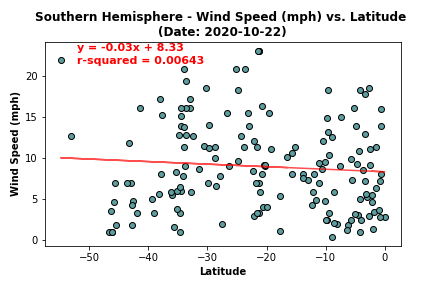 Southern Hemisphere - Wind Speed (mph) vs. Latitude
(Date: 2020-10-22)
y = -0.03x + 8.33
r-squared = 0.00643
Wind Speed (mph)
20
15
10
5
0
−50
−40
−30
−20
−10
0
Latitude